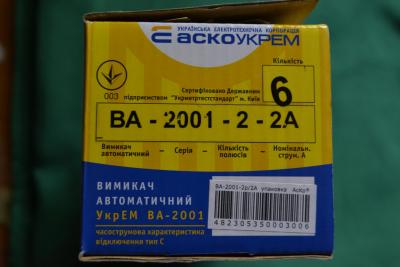 УКРАЇНСЬКА ЕЛЕКТРОТЕХНІЧНА КОРПОРАЦІЯ
АСКОУКРЕМ
Кількість
6
003
Сертифіковано Державним
підприємством "Укрметртестстандарт" м. Київ
ВА - 2001 - 2 - 2А
Вимикач автоматичний – Серія – Кількість полюсів – Номінальн. струм, А
ВИМИКАЧ
АВТОМАТИЧНИЙ
УкрЕМ ВА-2001
часострумова характеристика
відключення тип С
ВА-2001-2р/2А упаковка
482305350003006